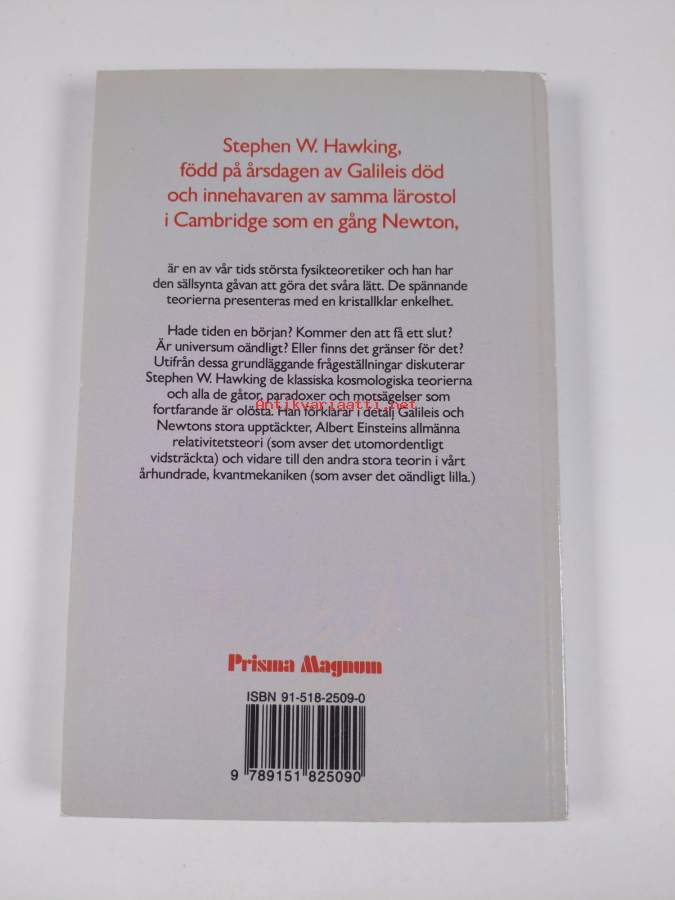 Stephen W. Hawking,
född på årsdagen av Galileis död
och innehavaren av samma lärostol
i Cambridge som en gång Newton,
är en av vår tids största fysikteoretiker och han har
den sällsynta gåvan att göra det svåra lätt. De spännande
teorierna presenteras med en kristallklar enkelhet.
Hade tiden en början? Kommer den att få ett slut?
Är universum oändligt? Eller finns det gränser för det?
Utifrån dessa grundläggande frågeställningar diskuterar
Stephen W. Hawking de klassiska kosmologiska teorierna
och alla de gåtor, paradoxer och motsägelser som
Antikvariaatti.net
fortfarande är olösta. Han förklarar i detalj Galileis och
Newtons stora upptäckter, Albert Einsteins allmänna
relativitetsteori (som avser det utomordentligt
vidsträckta) och vidare till den andra stora teorin i vårt
århundrade, kvantmekaniken (som avser det oändligt lilla.)
Prisma Magnum
ISBN 91-518-2509-0
9 789151 825090